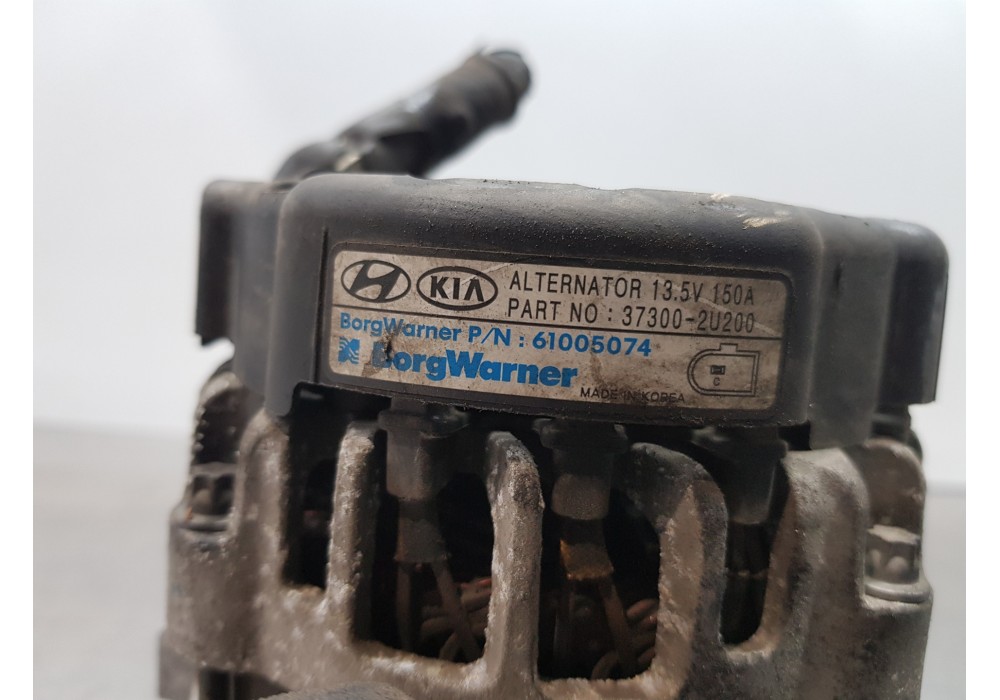 KIA ALTERNATOR 13.5V 150A
PART NO : 37300-2U200
BorgWarner P/N : 61005074
BorgWarner
C
MADE IN KOREA